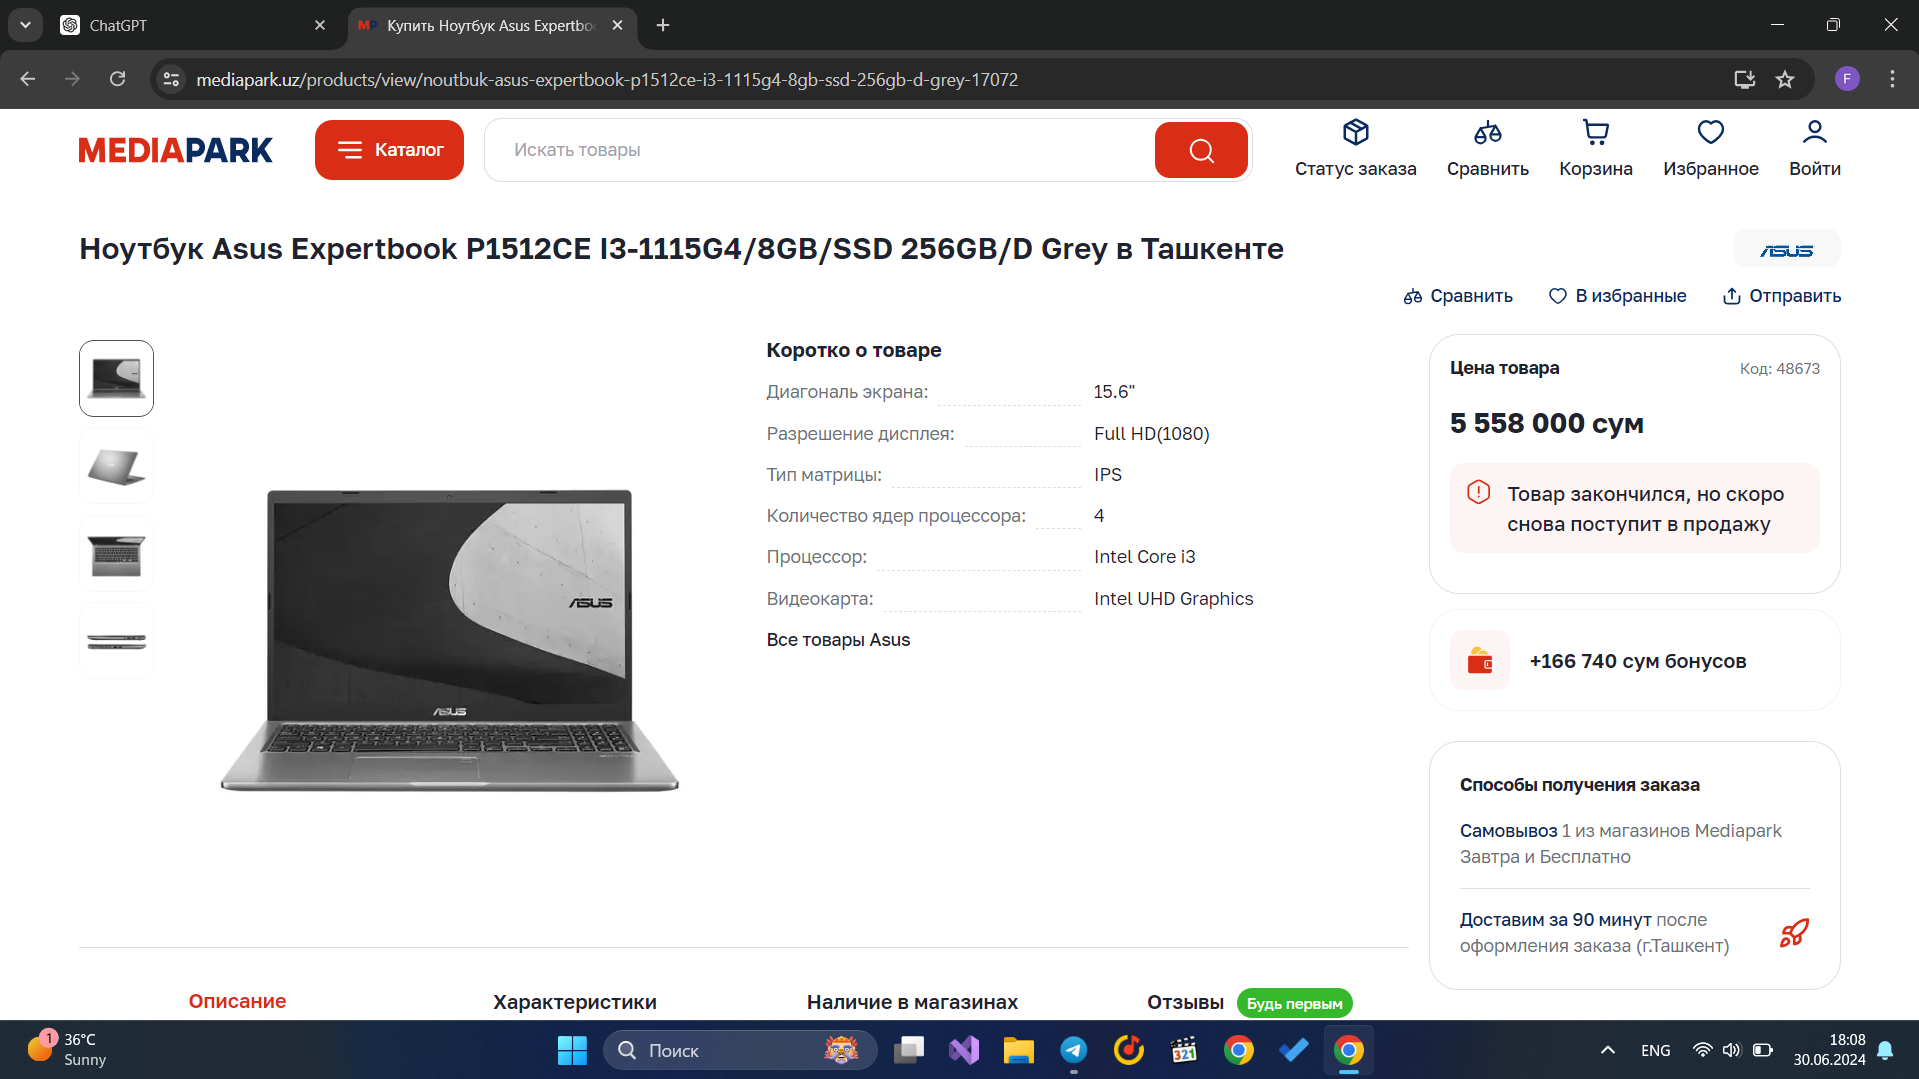 ChatGPT
Купить Ноутбук Asus Expertbo
mediapark.uz/products/view/noutbuk-asus-expertbook-p1512ce-i3-1115g4-8gb-ssd-256gb-d-grey-17072
F
MEDIAPARK
Каталог
Искать товары
Статус заказа
Сравнить
Корзина
Избранное
Войти
Ноутбук Asus Expertbook P1512CE I3-1115G4/8GB/SSD 256GB/D Grey в Ташкенте
ASUS
Сравнить
В избранные
Отправить
ASUS
ASUS
Коротко о товаре
Диагональ экрана: 15.6"
Разрешение дисплея: Full HD(1080)
Тип матрицы: IPS
Количество ядер процессора: 4
Процессор: Intel Core i3
Видеокарта: Intel UHD Graphics
Все товары Asus
Цена товара
Код: 48673
5 558 000 сум
Товар закончился, но скоро
снова поступит в продажу
+166 740 сум бонусов
Способы получения заказа
Самовывоз 1 из магазинов Mediapark
Завтра и Бесплатно
Доставим за 90 минут после
оформления заказа (г.Ташкент)
Описание
Характеристики
Наличие в магазинах
Отзывы
Будь первым
1
36°C
Sunny
Поиск
321
ENG
18:08
30.06.2024